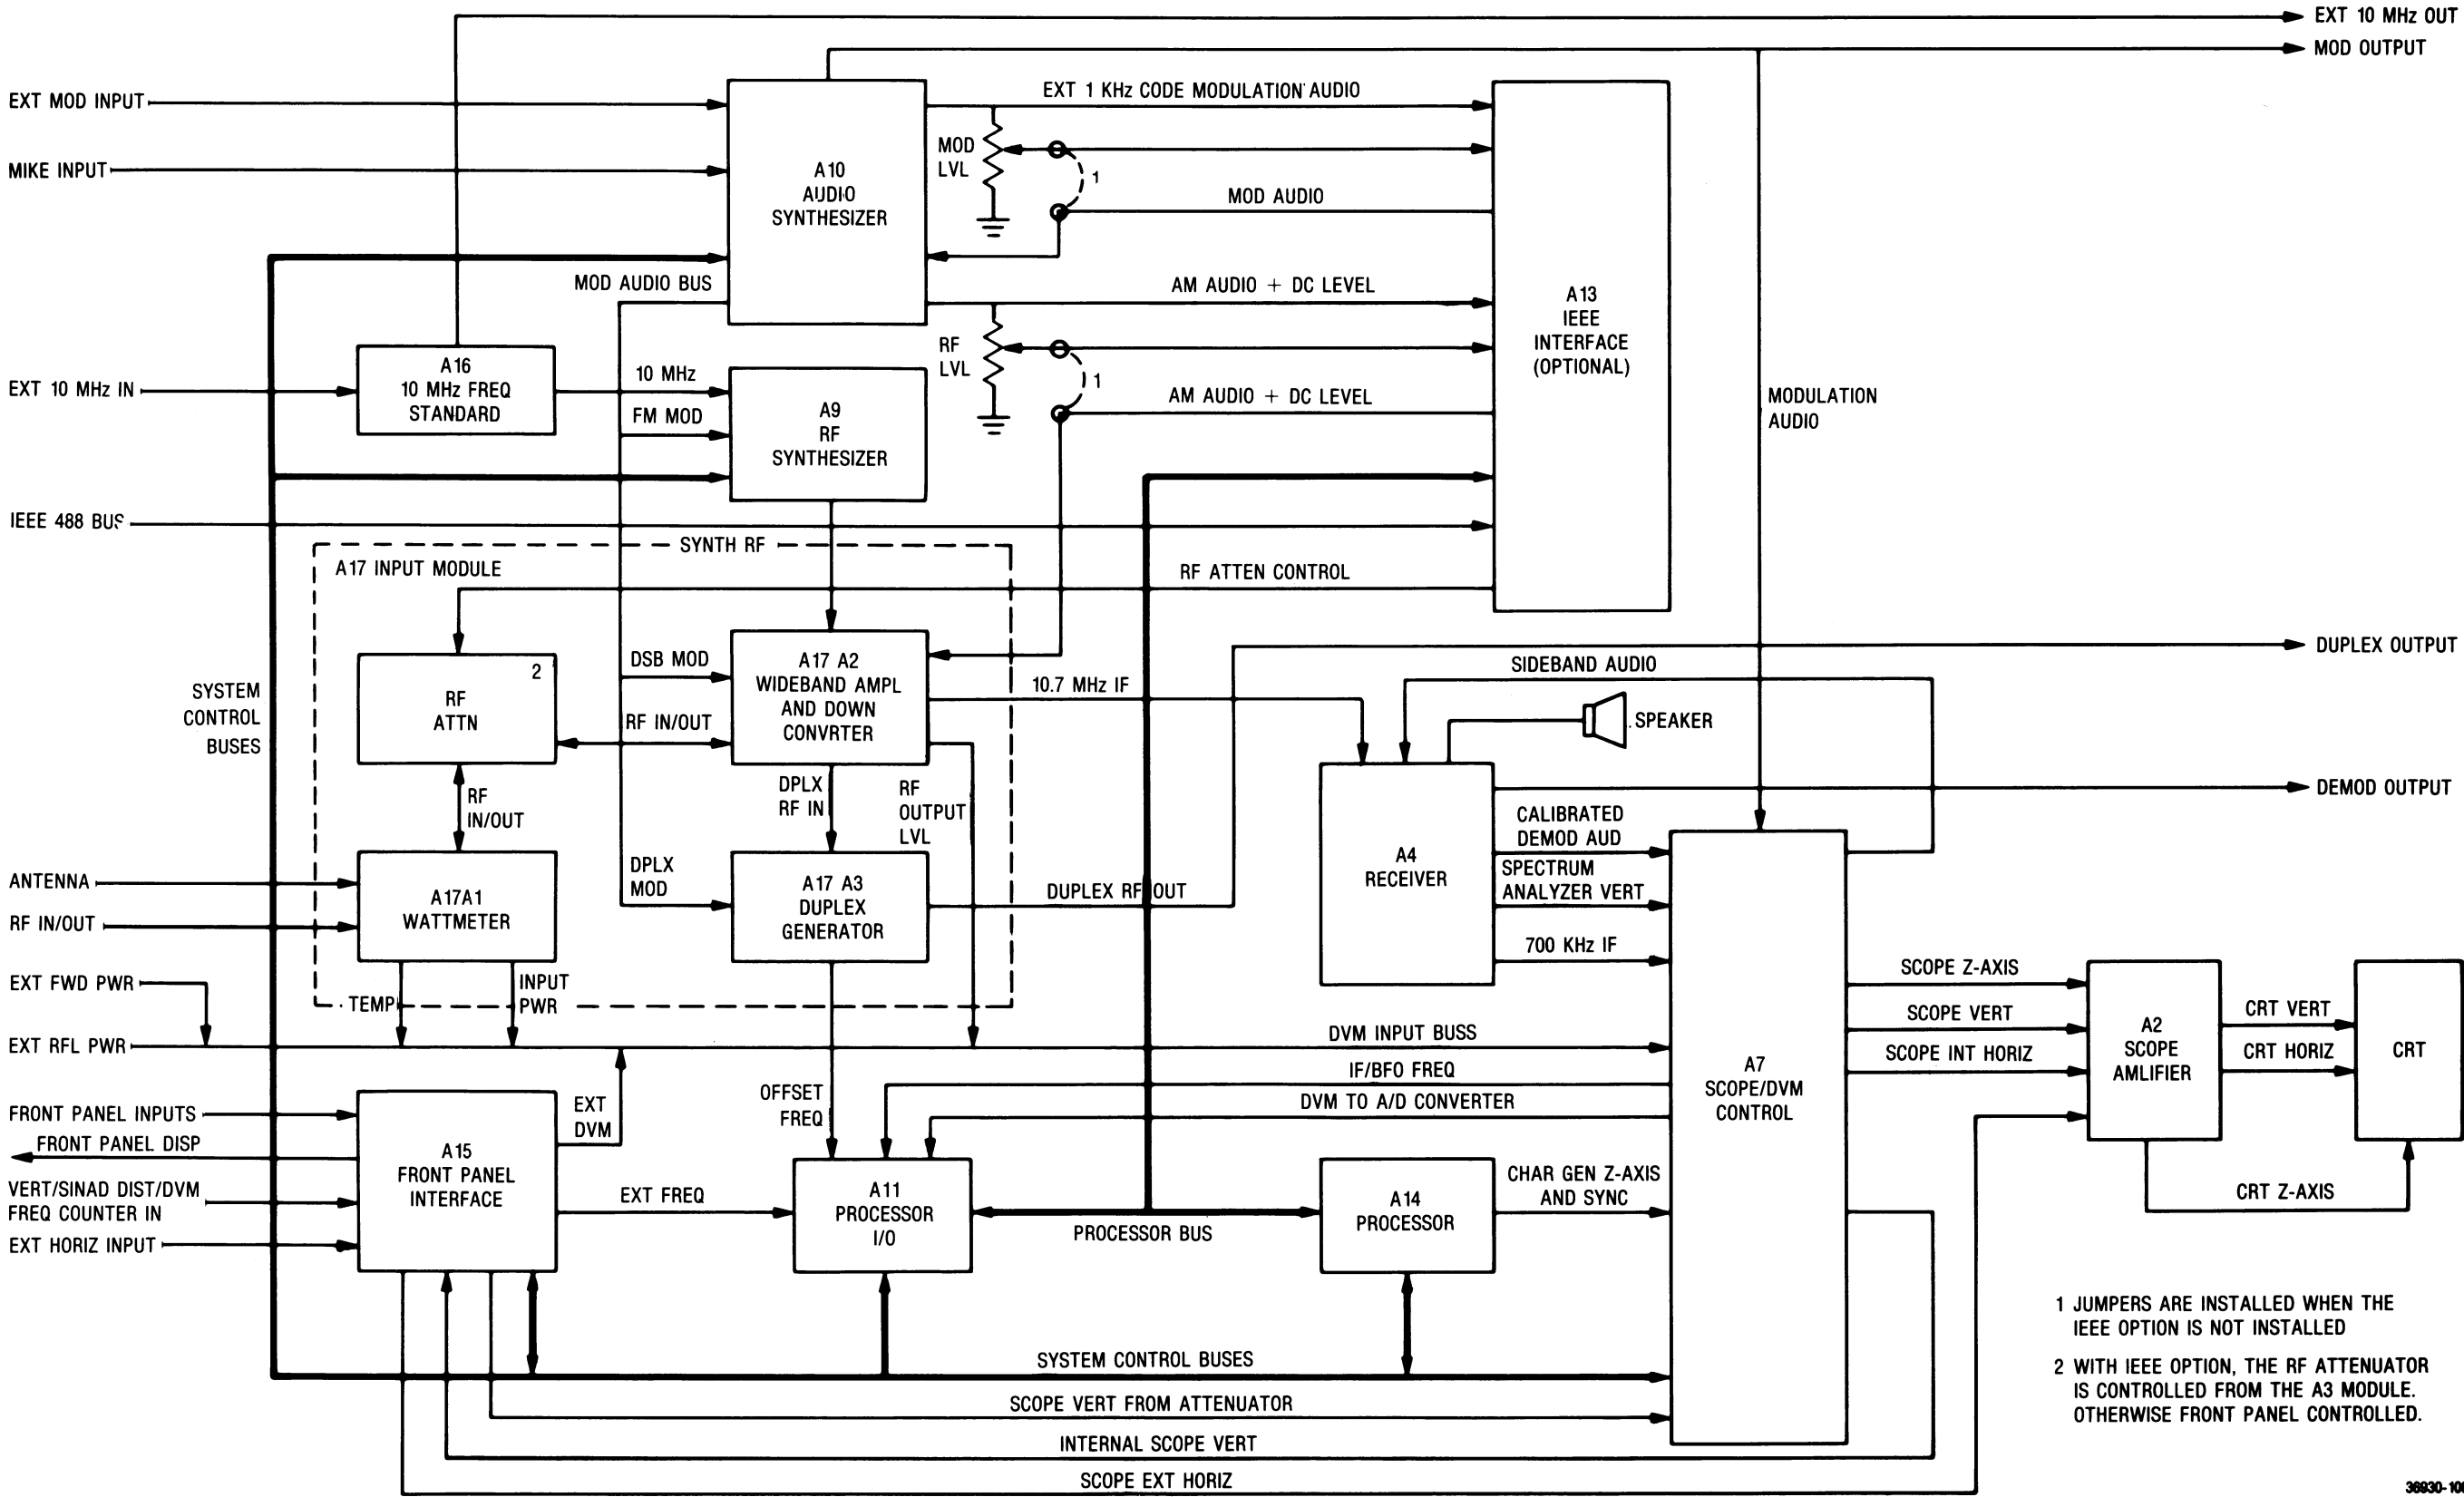 EXT 10 MHz OUT
MOD OUTPUT
EXT MOD INPUT
EXT 1 KHz CODE MODULATION AUDIO
MOD
LVL
1
MIKE INPUT
A10
AUDIO
SYNTHESIZER
MOD AUDIO
MOD AUDIO BUS
AM AUDIO + DC LEVEL
A13
IEEE
INTERFACE
(OPTIONAL)
RF
LVL
1
AM AUDIO + DC LEVEL
MODULATION
AUDIO
EXT 10 MHz IN
A16
10 MHz FREQ
STANDARD
10 MHz
FM MOD
A9
RF
SYNTHESIZER
IEEE 488 BUS
SYNTH RF
A17 INPUT MODULE
RF ATTEN CONTROL
DUPLEX OUTPUT
SYSTEM
CONTROL
BUSES
2
RF
ATTN
DSB MOD
RF IN/OUT
A17 A2
WIDEBAND AMPL
AND DOWN
CONVRTER
10.7 MHz IF
SIDEBAND AUDIO
SPEAKER
RF
IN/OUT
DPLX
RF IN
RF
OUTPUT
LVL
DEMOD OUTPUT
CALIBRATED
DEMOD AUD
SPECTRUM
ANALYZER VERT
700 KHz IF
A4
RECEIVER
ANTENNA
RF IN/OUT
A17A1
WATTMETER
DPLX
MOD
A17 A3
DUPLEX
GENERATOR
DUPLEX RF OUT
EXT FWD PWR
TEMP
INPUT
PWR
EXT RFL PWR
DVM INPUT BUSS
IF/BFO FREQ
DVM TO A/D CONVERTER
A7
SCOPE/DVM
CONTROL
SCOPE Z-AXIS
SCOPE VERT
SCOPE INT HORIZ
A2
SCOPE
AMLIFIER
CRT VERT
CRT HORIZ
CRT
CRT Z-AXIS
FRONT PANEL INPUTS
FRONT PANEL DISP
VERT/SINAD DIST/DVM
FREQ COUNTER IN
EXT HORIZ INPUT
A15
FRONT PANEL
INTERFACE
EXT
DVM
OFFSET
FREQ
EXT FREQ
A11
PROCESSOR
I/O
PROCESSOR BUS
A14
PROCESSOR
CHAR GEN Z-AXIS
AND SYNC
SYSTEM CONTROL BUSES
SCOPE VERT FROM ATTENUATOR
INTERNAL SCOPE VERT
SCOPE EXT HORIZ
1 JUMPERS ARE INSTALLED WHEN THE
IEEE OPTION IS NOT INSTALLED
2 WITH IEEE OPTION, THE RF ATTENUATOR
IS CONTROLLED FROM THE A3 MODULE.
OTHERWISE FRONT PANEL CONTROLLED.